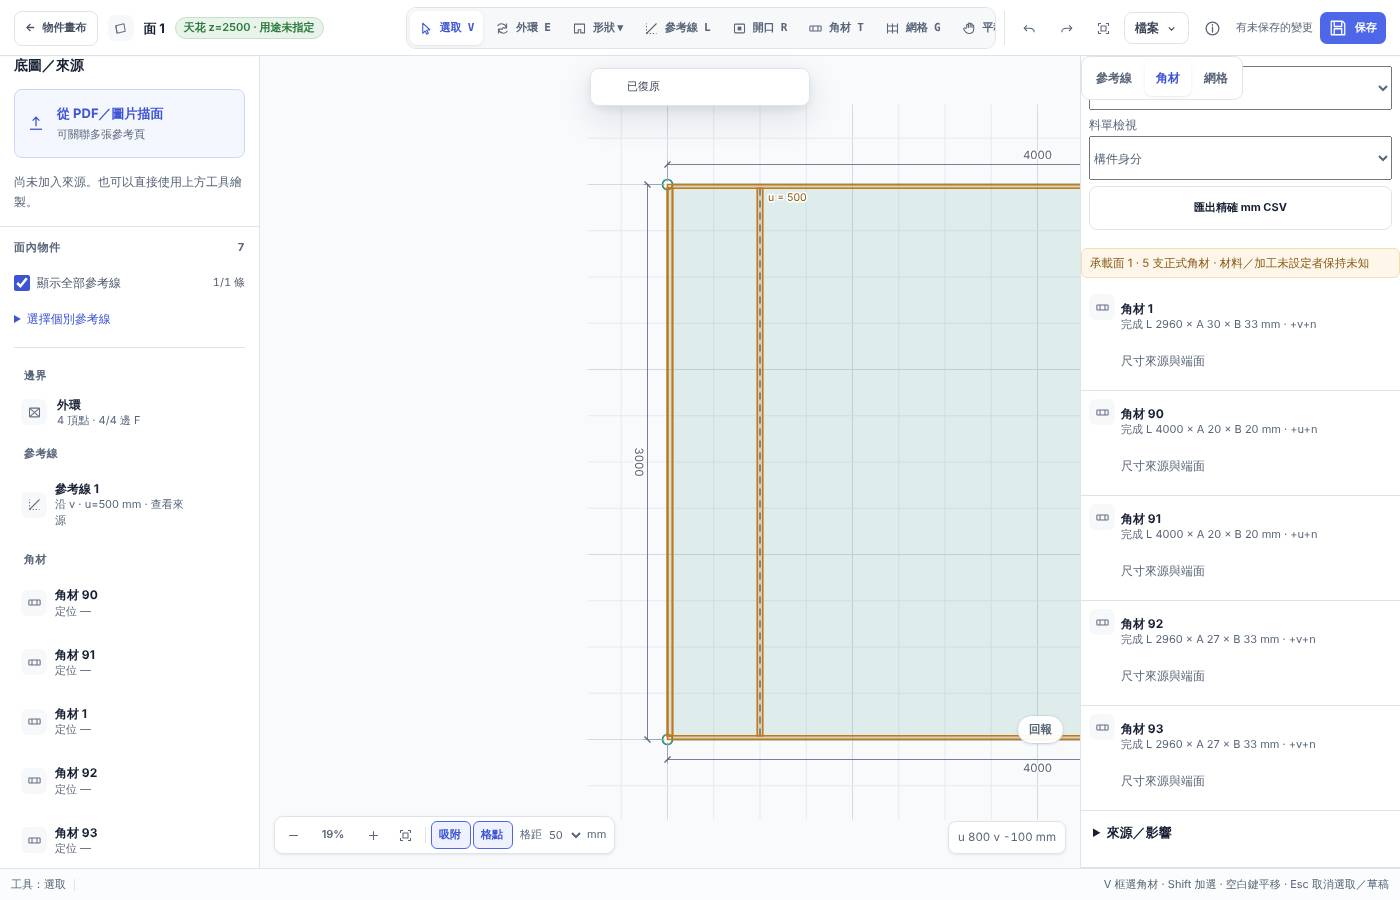 物件畫布
面 1
天花 z=2500 · 用途未指定
選取 V
外環 E
形狀▾
參考線 L
開口 R
角材 T
網格 G
檔案
有未保存的變更
保存
底圖／來源
從 PDF／圖片描面
可關聯多張參考頁
尚未加入來源。也可以直接使用上方工具繪
製。
面內物件
7
顯示全部參考線
1/1 條
選擇個別參考線
邊界
外環
4 頂點 · 4/4 邊 F
參考線
參考線 1
沿 v · u=500 mm · 查看來
源
角材
角材 90
定位 —
角材 91
定位 —
角材 1
定位 —
角材 92
定位 —
角材 93
定位 —
已復原
4000
u = 500
3000
回報
4000
19%
吸附
格點
格距
50
mm
u 800 v -100 mm
參考線
角材
網格
料單檢視
構件身分
匯出精確 mm CSV
承載面 1 · 5 支正式角材 · 材料／加工未設定者保持未知
角材 1
完成 L 2960 × A 30 × B 33 mm · +v+n
尺寸來源與端面
角材 90
完成 L 4000 × A 20 × B 20 mm · +u+n
尺寸來源與端面
角材 91
完成 L 4000 × A 20 × B 20 mm · +u+n
尺寸來源與端面
角材 92
完成 L 2960 × A 27 × B 33 mm · +v+n
尺寸來源與端面
角材 93
完成 L 2960 × A 27 × B 33 mm · +v+n
尺寸來源與端面
來源／影響
工具：選取
V 框選角材 · Shift 加選 · 空白鍵平移 · Esc 取消選取／草稿